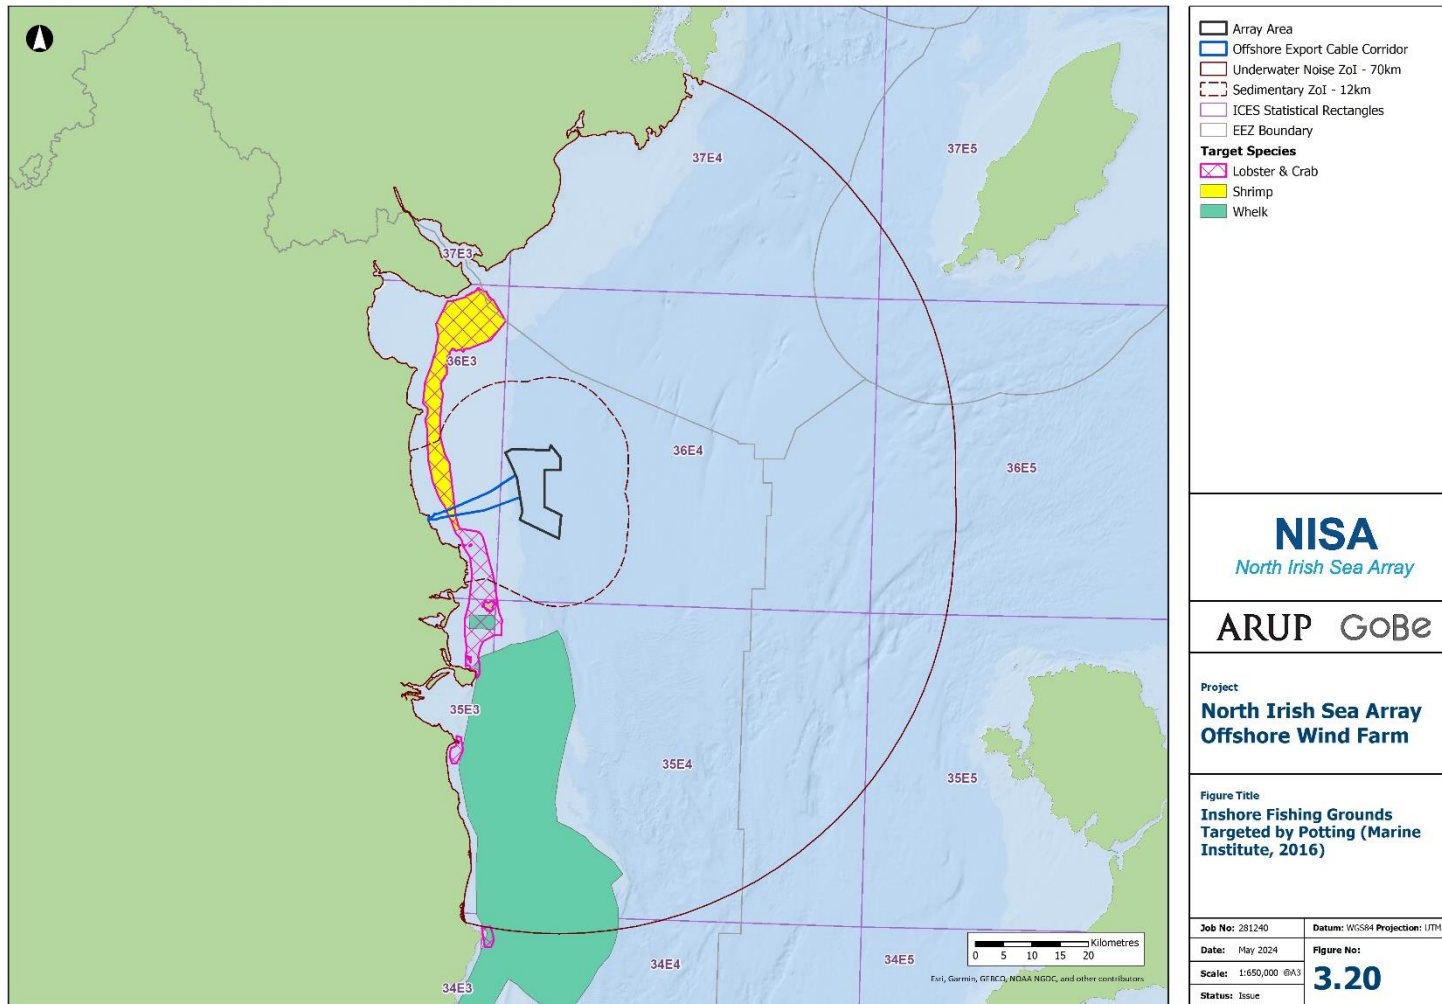 37E4
37E5
37E3
36E3
36E4
36E5
35E3
35E4
35E5
34E3
34E4
34E5
Kilometres
0 5 10 15 20
Esri, Garmin, GEBCO, NOAA NGDC, and other contributors
Array Area
Offshore Export Cable Corridor
Underwater Noise ZoI - 70km
Sedimentary ZoI - 12km
ICES Statistical Rectangles
EEZ Boundary
Target Species
Lobster & Crab
Shrimp
Whelk
NISA
North Irish Sea Array
ARUP GoBe
Project
North Irish Sea Array
Offshore Wind Farm
Figure Title
Inshore Fishing Grounds
Targeted by Potting (Marine
Institute, 2016)
Job No: 281240
Datum: WGS84 Projection: UTM
Date: May 2024
Figure No:
Scale: 1:650,000 @A3
3.20
Status: Issue